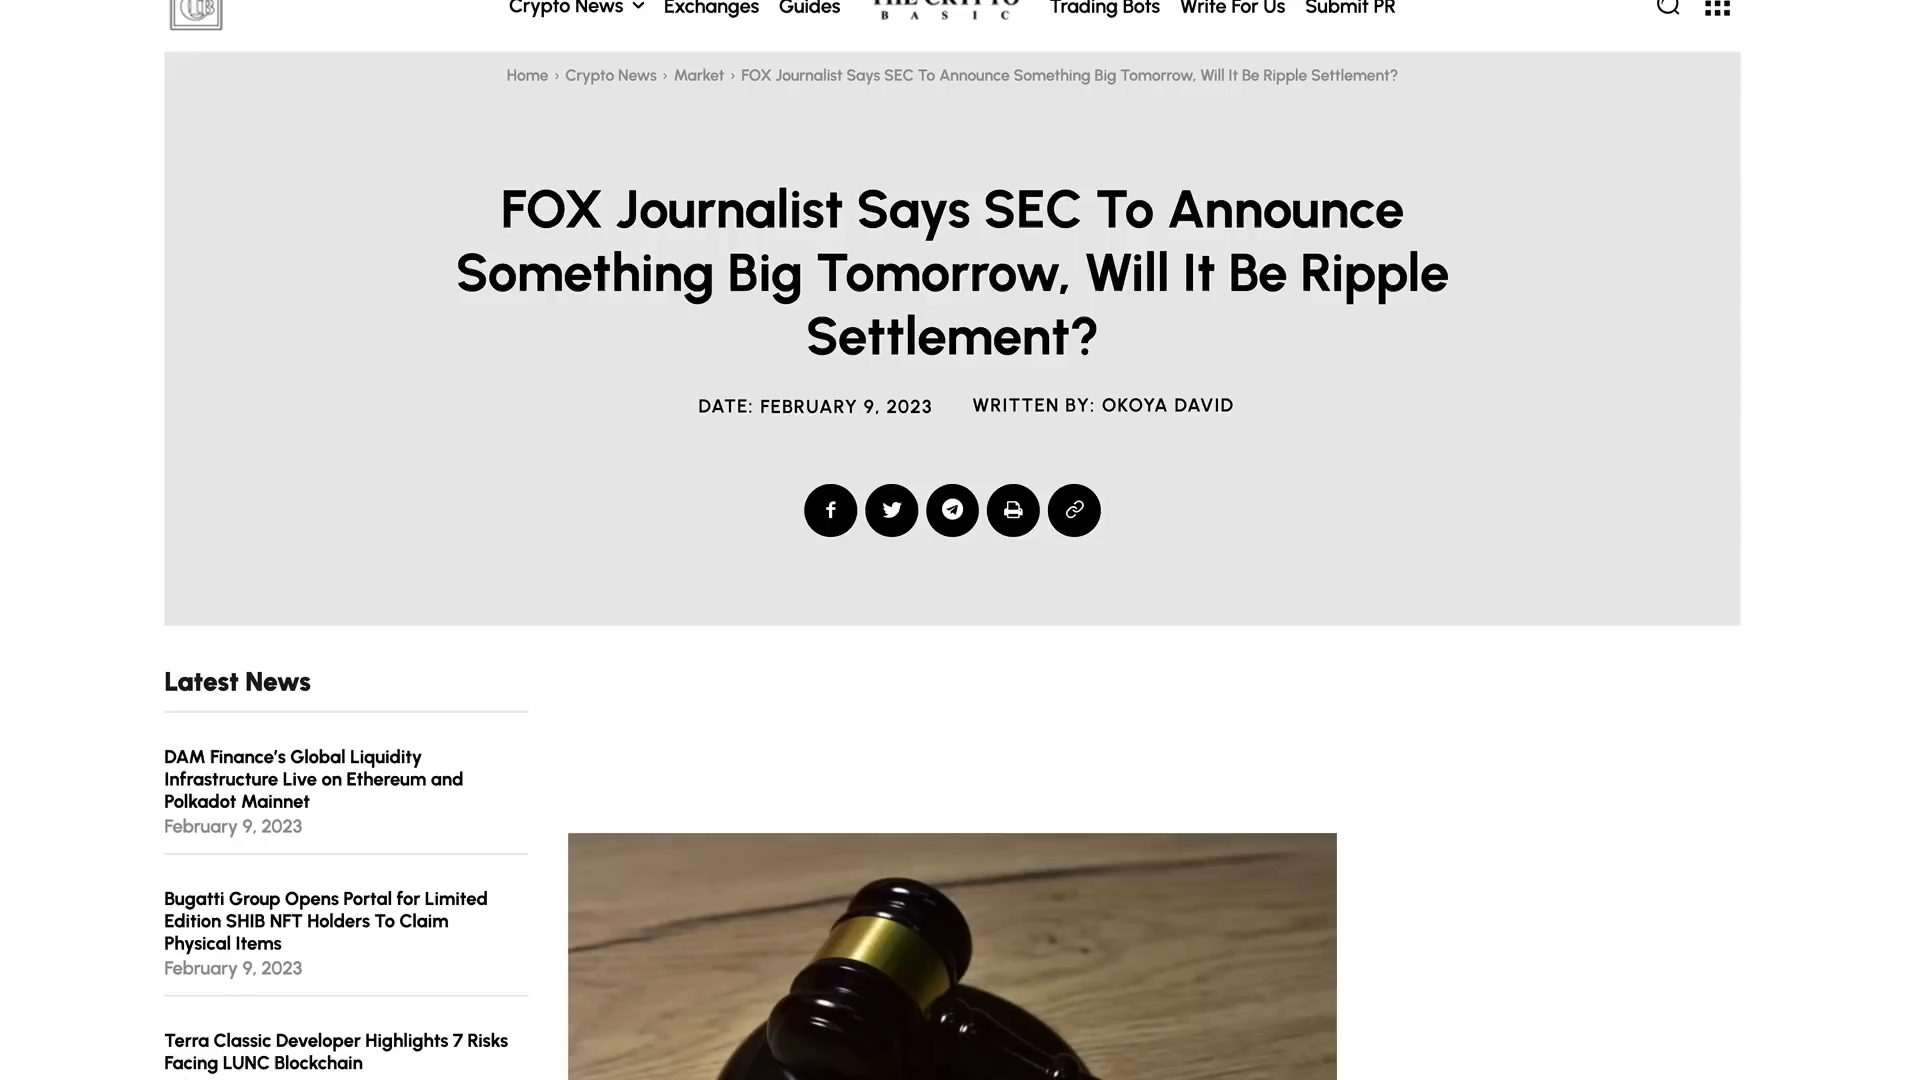 Crypto News
Exchanges
Guides
THE CRYPTO
BASIC
Trading Bots
Write For Us
Submit PR
Home › Crypto News › Market › FOX Journalist Says SEC To Announce Something Big Tomorrow, Will It Be Ripple Settlement?
FOX Journalist Says SEC To Announce
Something Big Tomorrow, Will It Be Ripple
Settlement?
DATE: FEBRUARY 9, 2023
WRITTEN BY: OKOYA DAVID
Latest News
DAM Finance’s Global Liquidity
Infrastructure Live on Ethereum and
Polkadot Mainnet
February 9, 2023
Bugatti Group Opens Portal for Limited
Edition SHIB NFT Holders To Claim
Physical Items
February 9, 2023
Terra Classic Developer Highlights 7 Risks
Facing LUNC Blockchain